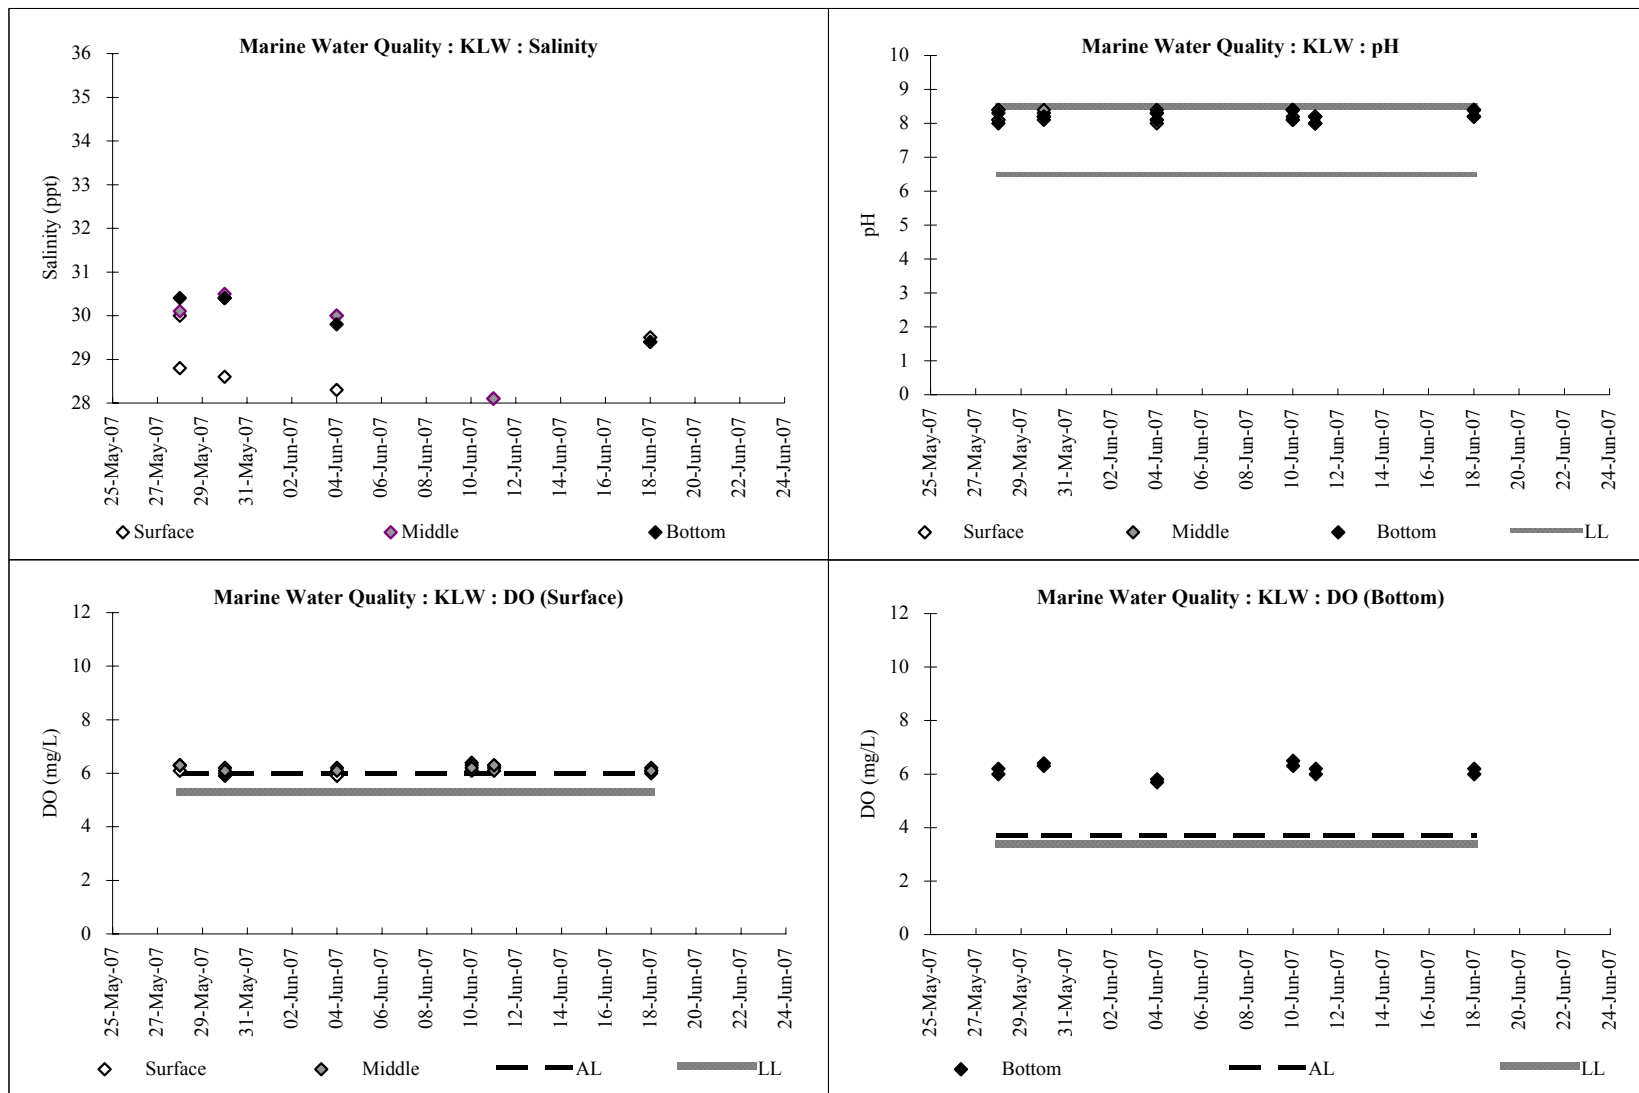 Marine Water Quality : KLW : Salinity
36
35
34
33
32
31
30
29
28
Salinity (ppt)
25-May-07
27-May-07
29-May-07
31-May-07
02-Jun-07
04-Jun-07
06-Jun-07
08-Jun-07
10-Jun-07
12-Jun-07
14-Jun-07
16-Jun-07
18-Jun-07
20-Jun-07
22-Jun-07
24-Jun-07
Surface Middle Bottom
Marine Water Quality : KLW : pH
10
9
8
7
6
5
4
3
2
1
0
pH
25-May-07
27-May-07
29-May-07
31-May-07
02-Jun-07
04-Jun-07
06-Jun-07
08-Jun-07
10-Jun-07
12-Jun-07
14-Jun-07
16-Jun-07
18-Jun-07
20-Jun-07
22-Jun-07
24-Jun-07
Surface Middle Bottom LL
Marine Water Quality : KLW : DO (Surface)
12
10
8
6
4
2
0
DO (mg/L)
25-May-07
27-May-07
29-May-07
31-May-07
02-Jun-07
04-Jun-07
06-Jun-07
08-Jun-07
10-Jun-07
12-Jun-07
14-Jun-07
16-Jun-07
18-Jun-07
20-Jun-07
22-Jun-07
24-Jun-07
Surface Middle AL LL
Marine Water Quality : KLW : DO (Bottom)
12
10
8
6
4
2
0
DO (mg/L)
25-May-07
27-May-07
29-May-07
31-May-07
02-Jun-07
04-Jun-07
06-Jun-07
08-Jun-07
10-Jun-07
12-Jun-07
14-Jun-07
16-Jun-07
18-Jun-07
20-Jun-07
22-Jun-07
24-Jun-07
Bottom AL LL